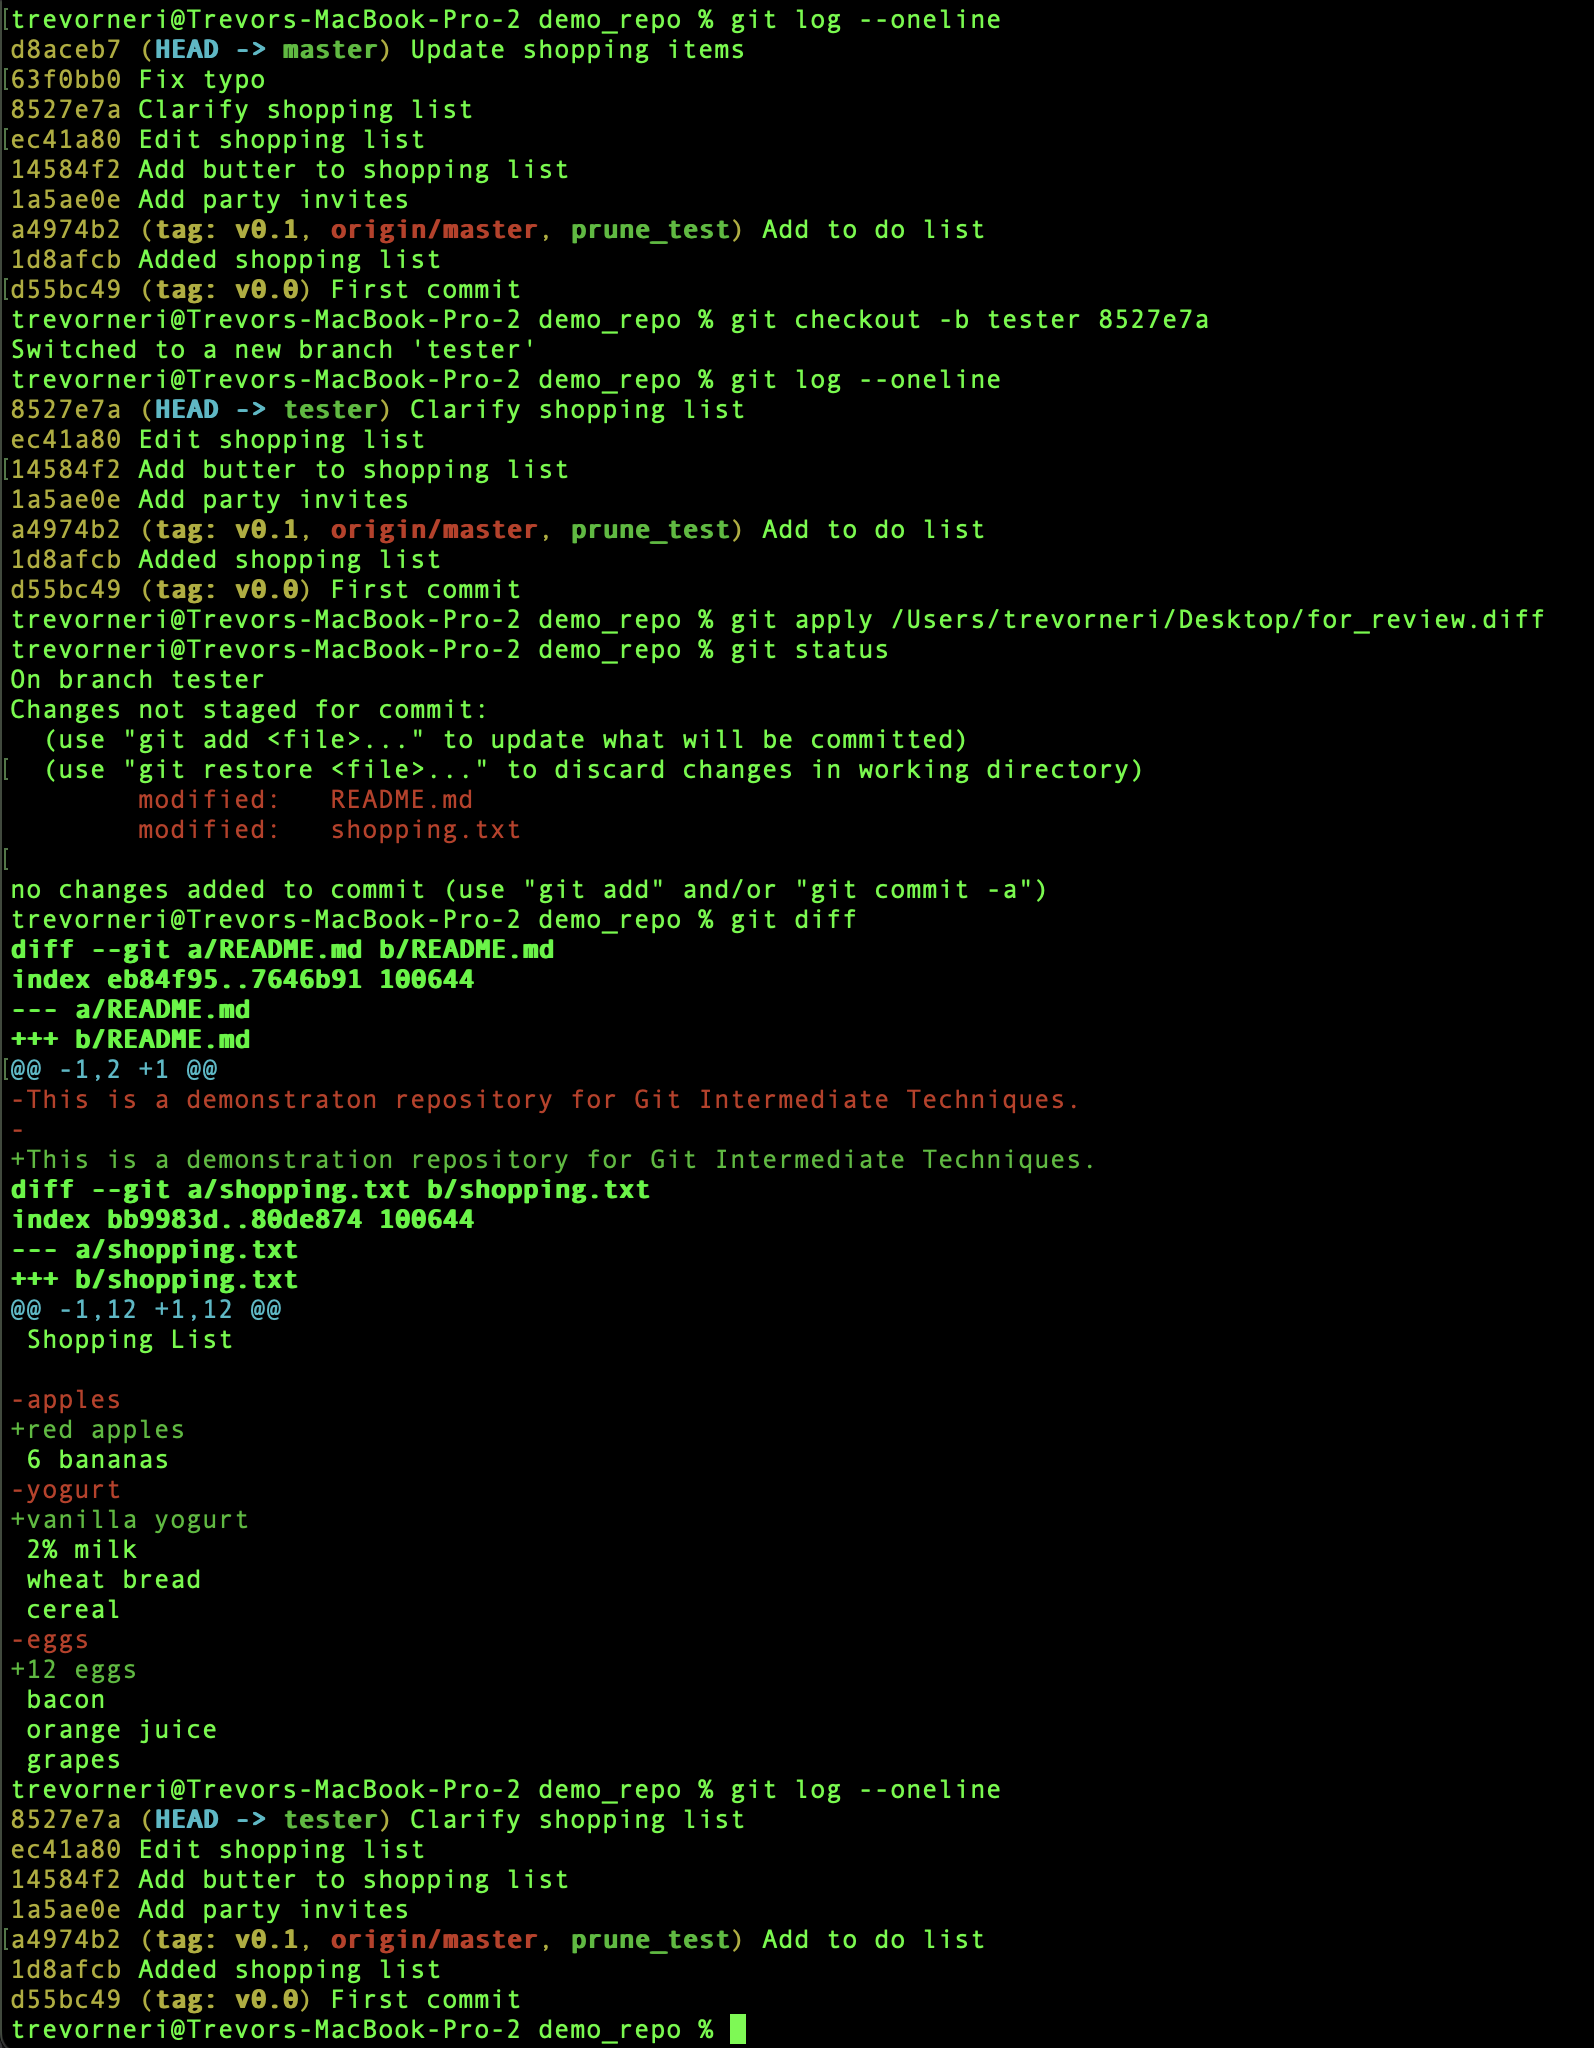 [trevorneri@Trevors-MacBook-Pro-2 demo_repo % git log --oneline
d8aceb7 (HEAD -> master) Update shopping items
[63f0bb0 Fix typo
8527e7a Clarify shopping list
[ec41a80 Edit shopping list
14584f2 Add butter to shopping list
1a5ae0e Add party invites
a4974b2 (tag: v0.1, origin/master, prune_test) Add to do list
1d8afcb Added shopping list
[d55bc49 (tag: v0.0) First commit
trevorneri@Trevors-MacBook-Pro-2 demo_repo % git checkout -b tester 8527e7a
Switched to a new branch 'tester'
trevorneri@Trevors-MacBook-Pro-2 demo_repo % git log --oneline
8527e7a (HEAD -> tester) Clarify shopping list
ec41a80 Edit shopping list
[14584f2 Add butter to shopping list
1a5ae0e Add party invites
a4974b2 (tag: v0.1, origin/master, prune_test) Add to do list
1d8afcb Added shopping list
d55bc49 (tag: v0.0) First commit
trevorneri@Trevors-MacBook-Pro-2 demo_repo % git apply /Users/trevorneri/Desktop/for_review.diff
trevorneri@Trevors-MacBook-Pro-2 demo_repo % git status
On branch tester
Changes not staged for commit:
  (use "git add <file>..." to update what will be committed)
[  (use "git restore <file>..." to discard changes in working directory)
        modified:   README.md
        modified:   shopping.txt
[
no changes added to commit (use "git add" and/or "git commit -a")
trevorneri@Trevors-MacBook-Pro-2 demo_repo % git diff
diff --git a/README.md b/README.md
index eb84f95..7646b91 100644
--- a/README.md
+++ b/README.md
[@@ -1,2 +1 @@
-This is a demonstraton repository for Git Intermediate Techniques.
-
+This is a demonstration repository for Git Intermediate Techniques.
diff --git a/shopping.txt b/shopping.txt
index bb9983d..80de874 100644
--- a/shopping.txt
+++ b/shopping.txt
@@ -1,12 +1,12 @@
 Shopping List

-apples
+red apples
 6 bananas
-yogurt
+vanilla yogurt
 2% milk
 wheat bread
 cereal
-eggs
+12 eggs
 bacon
 orange juice
 grapes
trevorneri@Trevors-MacBook-Pro-2 demo_repo % git log --oneline
8527e7a (HEAD -> tester) Clarify shopping list
ec41a80 Edit shopping list
14584f2 Add butter to shopping list
1a5ae0e Add party invites
[a4974b2 (tag: v0.1, origin/master, prune_test) Add to do list
1d8afcb Added shopping list
d55bc49 (tag: v0.0) First commit
trevorneri@Trevors-MacBook-Pro-2 demo_repo %